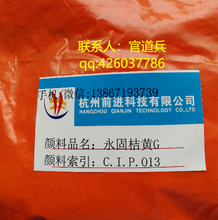 联系人：官道兵
qq:426037786
手机/微信:13867193739
杭州前进科技有限公司
HANGZHOU QIANJIN TECHNOLOGY CO.,LTD
颜料品名：永固桔黄G
颜料索引：C.I.P.O13